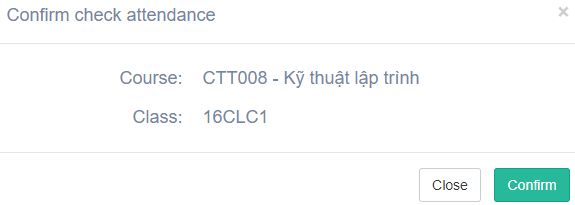 Confirm check attendance ×
Course: CTT008 - Kỹ thuật lập trình
Class: 16CLC1
Close Confirm